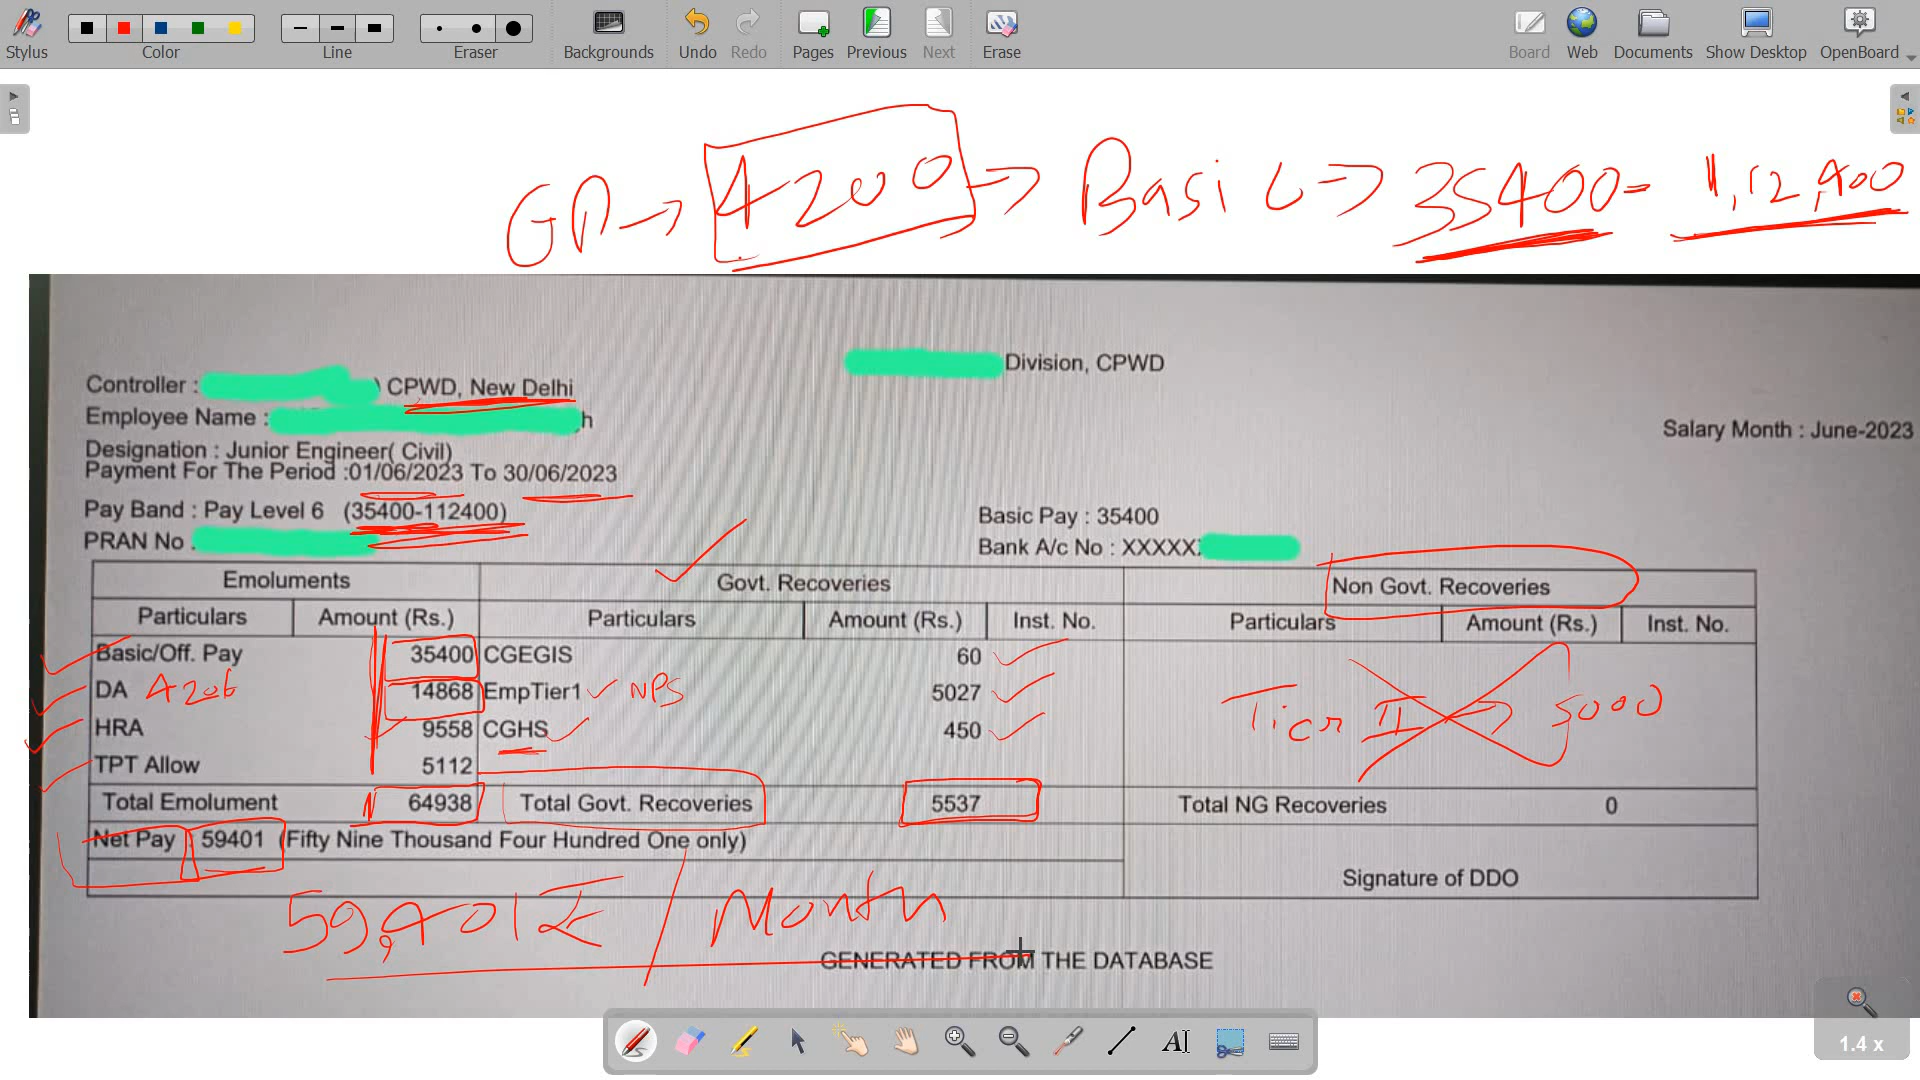 Stylus Color Line Eraser Backgrounds Undo Redo Pages Previous Next Erase Board Web Documents Show Desktop OpenBoard
GP → 4200 → Basic → 35400 - 1,12,400
Division, CPWD
Controller : ) CPWD, New Delhi
Employee Name : h
Salary Month : June-2023
Designation : Junior Engineer( Civil)
Payment For The Period :01/06/2023 To 30/06/2023
Pay Band : Pay Level 6 (35400-112400) Basic Pay : 35400
PRAN No Bank A/c No : XXXXX
Emoluments Govt. Recoveries Non Govt. Recoveries
Particulars Amount (Rs.) Particulars Amount (Rs.) Inst. No. Particulars Amount (Rs.) Inst. No.
Basic/Off. Pay 35400 CGEGIS 60
DA 14868 EmpTier1 NPS 5027 Tier II → 5000
HRA 9558 CGHS 450
TPT Allow 5112
Total Emolument 64938 Total Govt. Recoveries 5537 Total NG Recoveries 0
Net Pay : 59401 (Fifty Nine Thousand Four Hundred One only)
Signature of DDO
59,401₹ / Month
GENERATED FROM THE DATABASE
1.4 x